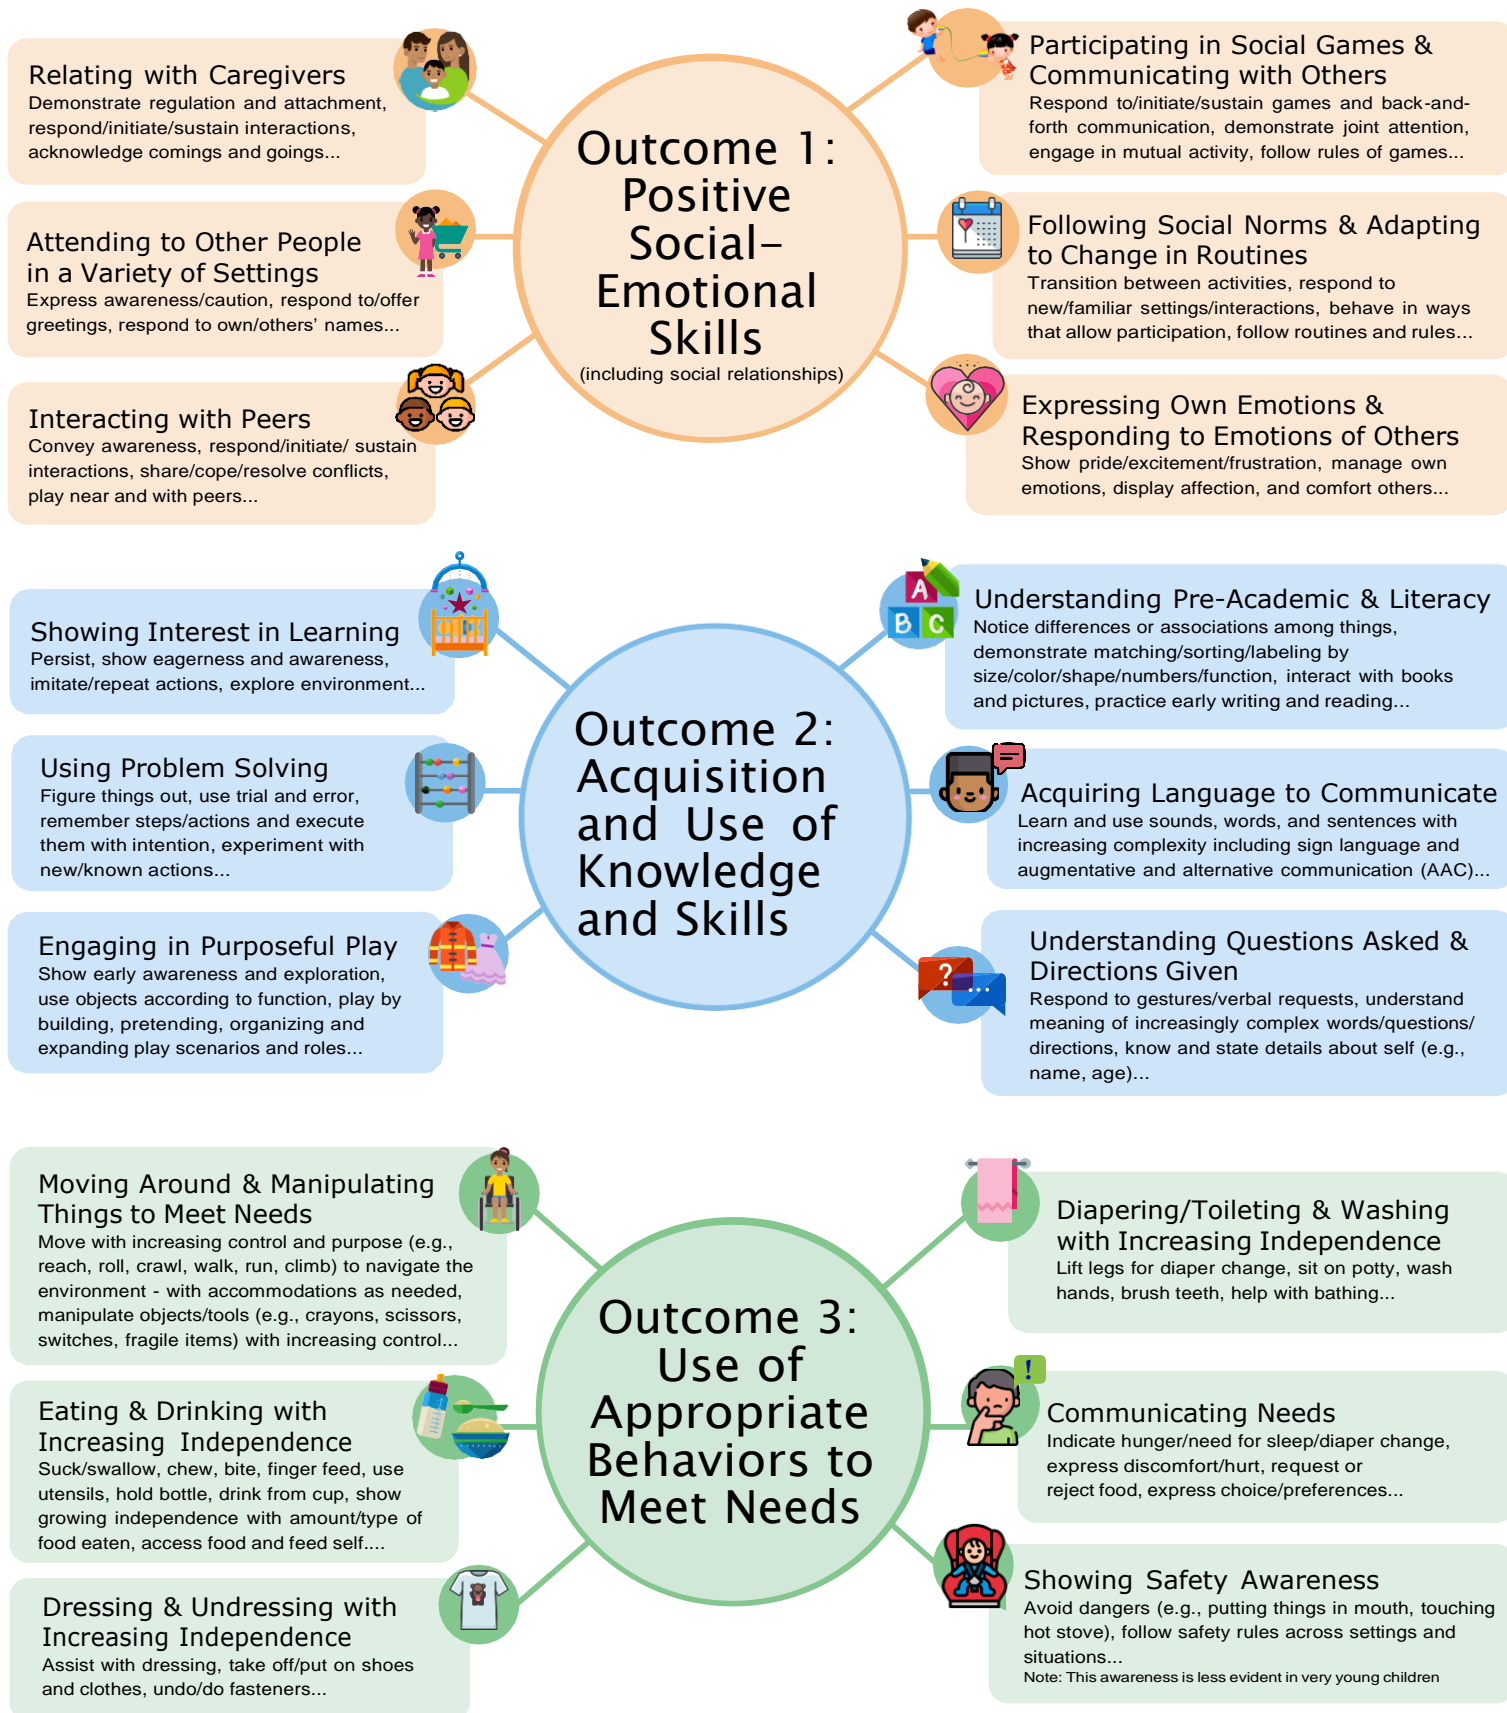 Relating with Caregivers
Demonstrate regulation and attachment,
respond/initiate/sustain interactions,
acknowledge comings and goings...
Attending to Other People
in a Variety of Settings
Express awareness/caution, respond to/offer
greetings, respond to own/others' names...
Interacting with Peers
Convey awareness, respond/initiate/ sustain
interactions, share/cope/resolve conflicts,
play near and with peers...
Outcome 1:
Positive
Social-
Emotional
Skills
(including social relationships)
Participating in Social Games &
Communicating with Others
Respond to/initiate/sustain games and back-and-
forth communication, demonstrate joint attention,
engage in mutual activity, follow rules of games...
Following Social Norms & Adapting
to Change in Routines
Transition between activities, respond to
new/familiar settings/interactions, behave in ways
that allow participation, follow routines and rules...
Expressing Own Emotions &
Responding to Emotions of Others
Show pride/excitement/frustration, manage own
emotions, display affection, and comfort others...
Showing Interest in Learning
Persist, show eagerness and awareness,
imitate/repeat actions, explore environment...
Using Problem Solving
Figure things out, use trial and error,
remember steps/actions and execute
them with intention, experiment with
new/known actions...
Engaging in Purposeful Play
Show early awareness and exploration,
use objects according to function, play by
building, pretending, organizing and
expanding play scenarios and roles...
Outcome 2:
Acquisition
and Use of
Knowledge
and Skills
A
B C
Understanding Pre-Academic & Literacy
Notice differences or associations among things,
demonstrate matching/sorting/labeling by
size/color/shape/numbers/function, interact with books
and pictures, practice early writing and reading...
Acquiring Language to Communicate
Learn and use sounds, words, and sentences with
increasing complexity including sign language and
augmentative and alternative communication (AAC)...
?
...
Understanding Questions Asked &
Directions Given
Respond to gestures/verbal requests, understand
meaning of increasingly complex words/questions/
directions, know and state details about self (e.g.,
name, age)...
Moving Around & Manipulating
Things to Meet Needs
Move with increasing control and purpose (e.g.,
reach, roll, crawl, walk, run, climb) to navigate the
environment - with accommodations as needed,
manipulate objects/tools (e.g., crayons, scissors,
switches, fragile items) with increasing control...
Eating & Drinking with
Increasing Independence
Suck/swallow, chew, bite, finger feed, use
utensils, hold bottle, drink from cup, show
growing independence with amount/type of
food eaten, access food and feed self....
Dressing & Undressing with
Increasing Independence
Assist with dressing, take off/put on shoes
and clothes, undo/do fasteners...
Outcome 3:
Use of
Appropriate
Behaviors to
Meet Needs
Diapering/Toileting & Washing
with Increasing Independence
Lift legs for diaper change, sit on potty, wash
hands, brush teeth, help with bathing...
!
Communicating Needs
Indicate hunger/need for sleep/diaper change,
express discomfort/hurt, request or
reject food, express choice/preferences...
Showing Safety Awareness
Avoid dangers (e.g., putting things in mouth, touching
hot stove), follow safety rules across settings and
situations...
Note: This awareness is less evident in very young children